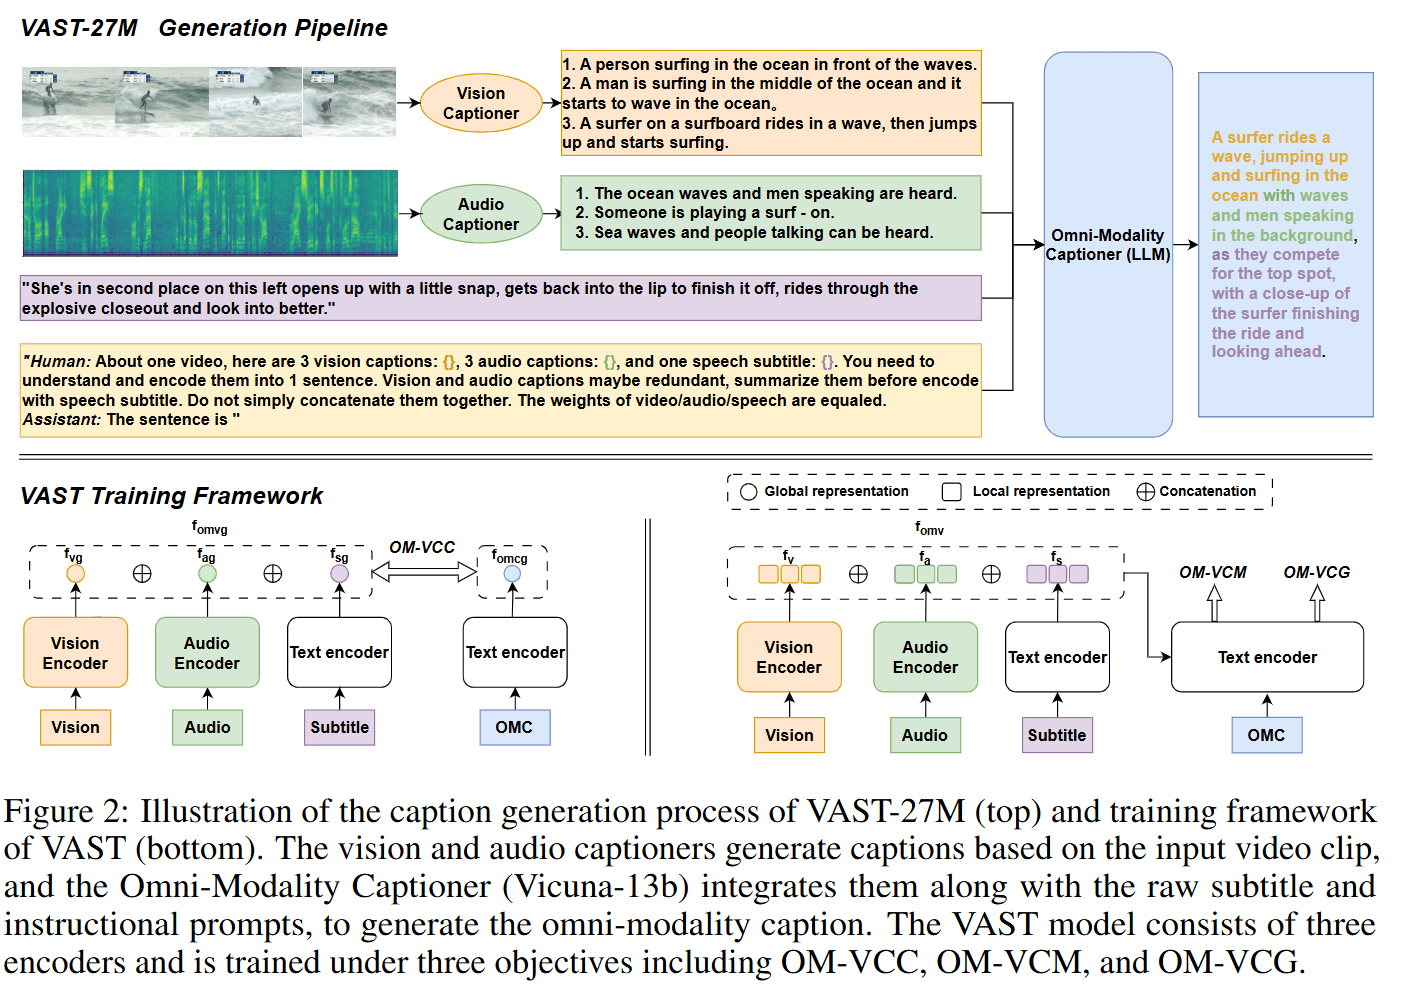 VAST-27M Generation Pipeline
Vision Captioner
1. A person surfing in the ocean in front of the waves.
2. A man is surfing in the middle of the ocean and it
starts to wave in the ocean。
3. A surfer on a surfboard rides in a wave, then jumps
up and starts surfing.
Audio Captioner
1. The ocean waves and men speaking are heard.
2. Someone is playing a surf - on.
3. Sea waves and people talking can be heard.
"She's in second place on this left opens up with a little snap, gets back into the lip to finish it off, rides through the
explosive closeout and look into better."
"Human: About one video, here are 3 vision captions: {}, 3 audio captions: {}, and one speech subtitle: {}. You need to
understand and encode them into 1 sentence. Vision and audio captions maybe redundant, summarize them before encode
with speech subtitle. Do not simply concatenate them together. The weights of video/audio/speech are equaled.
Assistant: The sentence is "
Omni-Modality
Captioner (LLM)
A surfer rides a
wave, jumping up
and surfing in the
ocean with waves
and men speaking
in the background,
as they compete
for the top spot,
with a close-up of
the surfer finishing
the ride and
looking ahead.
VAST Training Framework
fomvg
fvg
fag
fsg
OM-VCC
fomcg
Vision Encoder
Audio Encoder
Text encoder
Text encoder
Vision
Audio
Subtitle
OMC
Global representation
Local representation
Concatenation
fomv
fv
fa
fs
OM-VCM
OM-VCG
Vision Encoder
Audio Encoder
Text encoder
Text encoder
Vision
Audio
Subtitle
OMC
Figure 2: Illustration of the caption generation process of VAST-27M (top) and training framework
of VAST (bottom). The vision and audio captioners generate captions based on the input video clip,
and the Omni-Modality Captioner (Vicuna-13b) integrates them along with the raw subtitle and
instructional prompts, to generate the omni-modality caption. The VAST model consists of three
encoders and is trained under three objectives including OM-VCC, OM-VCM, and OM-VCG.